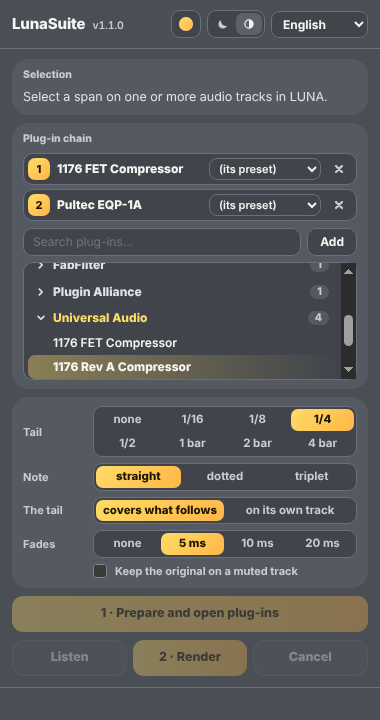 LunaSuite v1.1.0 English
Selection
Select a span on one or more audio tracks in LUNA.
Plug-in chain
1 1176 FET Compressor (its preset)
2 Pultec EQP-1A (its preset)
Search plug-ins... Add
FabFilter 1
Plugin Alliance 1
Universal Audio 4
1176 FET Compressor
1176 Rev A Compressor
Tail none 1/16 1/8 1/4
1/2 1 bar 2 bar 4 bar
Note straight dotted triplet
The tail covers what follows on its own track
Fades none 5 ms 10 ms 20 ms
Keep the original on a muted track
1 · Prepare and open plug-ins
Listen 2 · Render Cancel